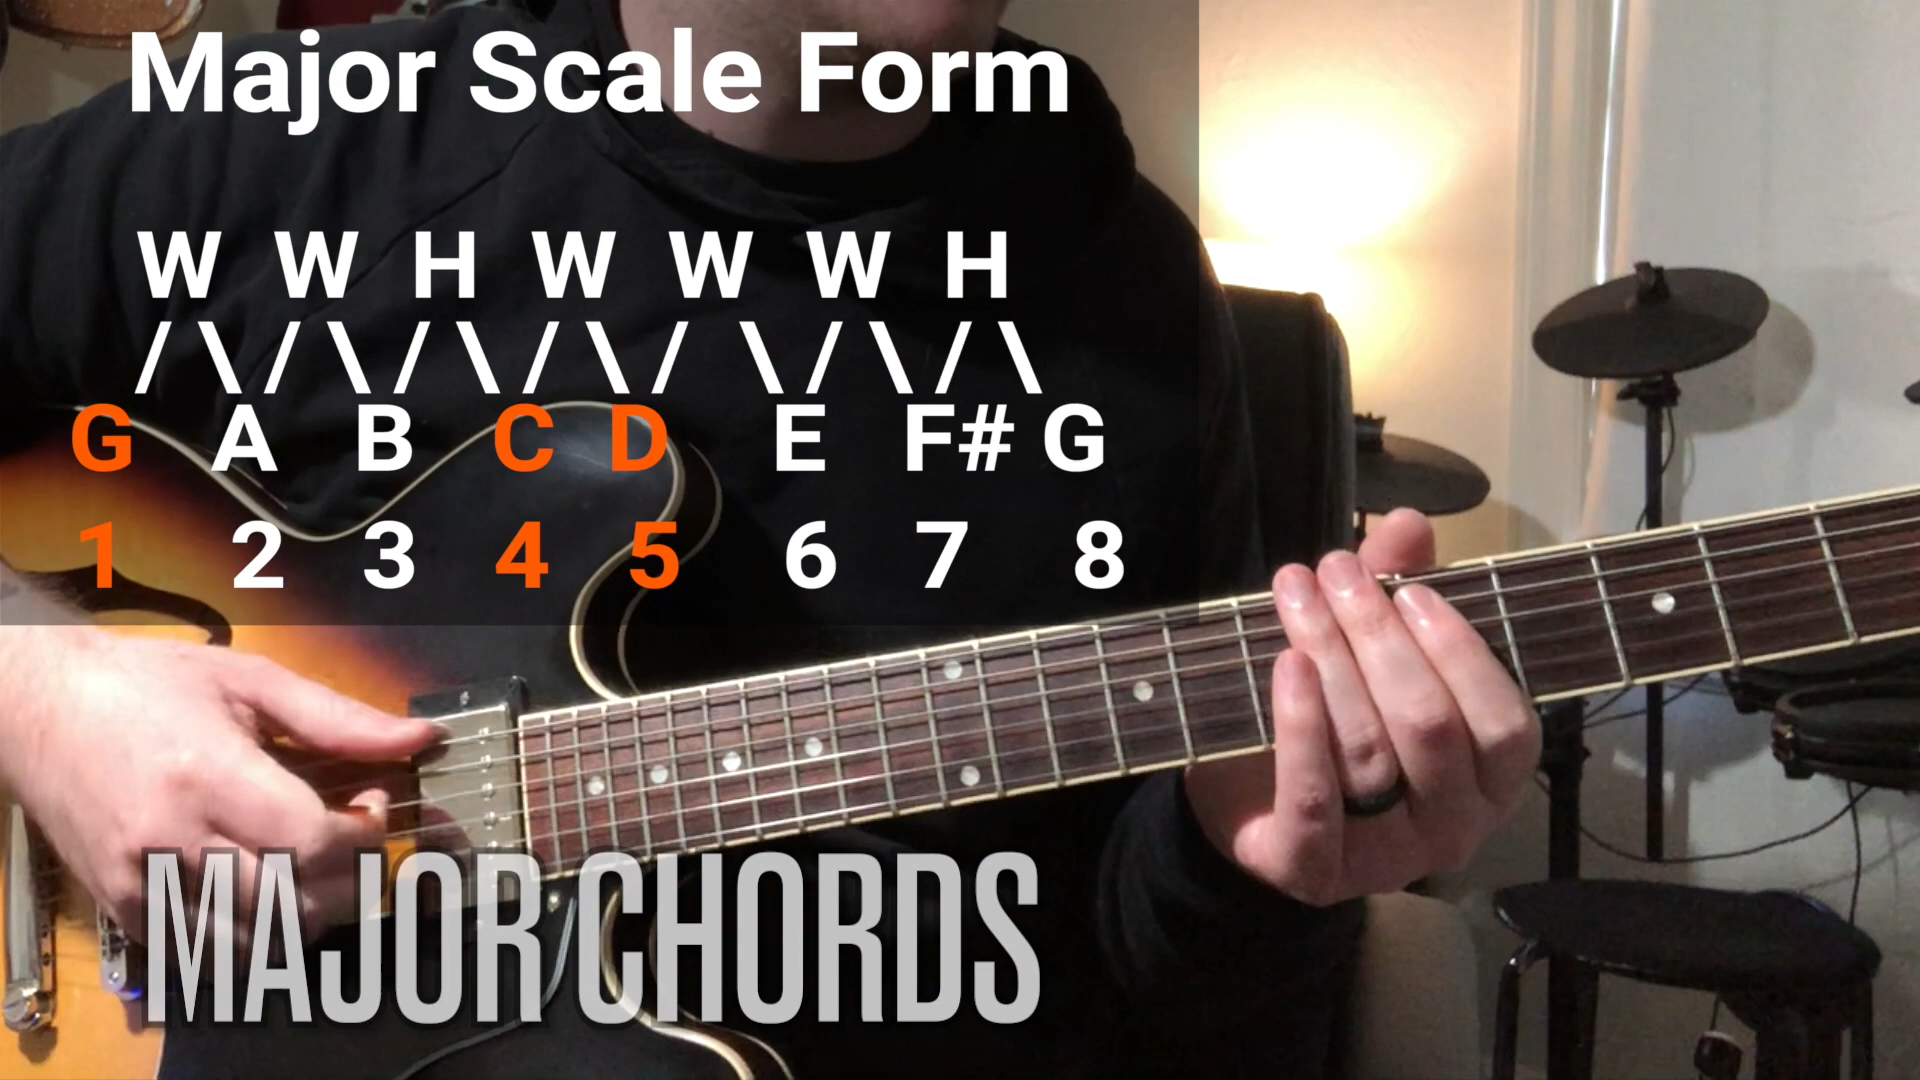 Major Scale Form
W W H W W W H
/ \ / \ / \ / \ / \ / \ / \
G A B C D E F# G
1 2 3 4 5 6 7 8
MAJOR CHORDS